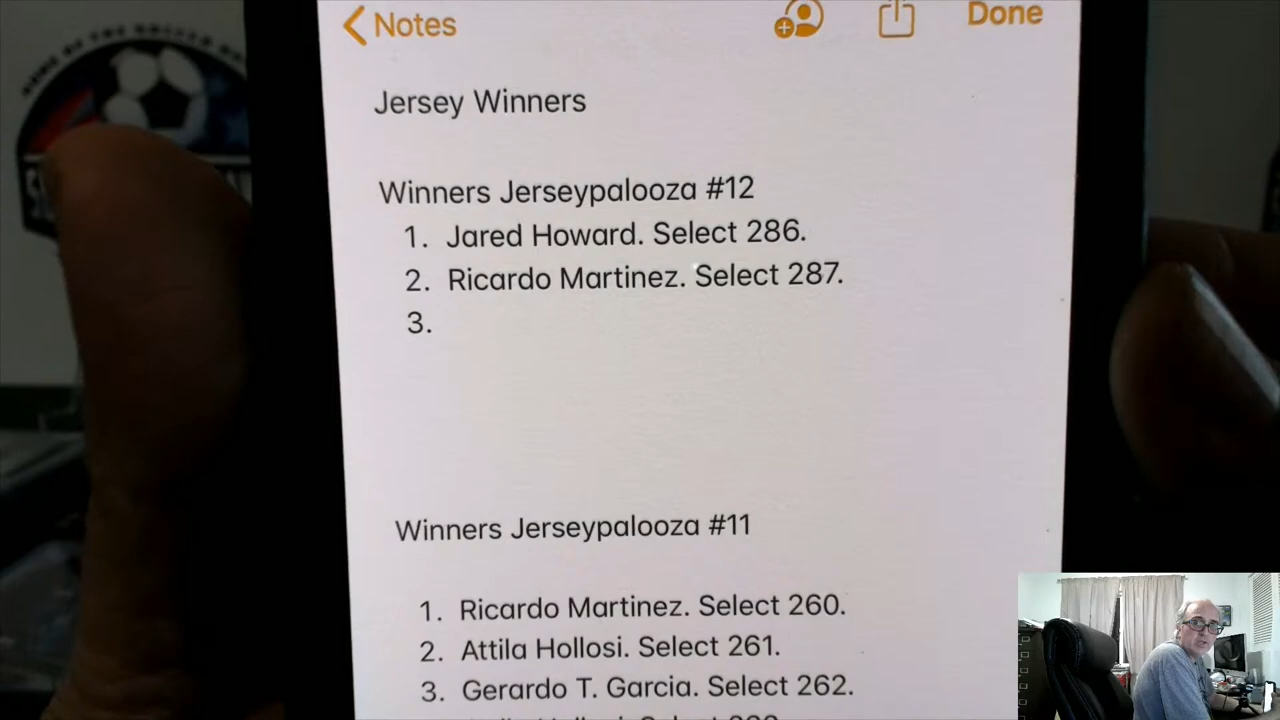 Notes
Done
Jersey Winners
Winners Jerseypalooza #12
1. Jared Howard. Select 286.
2. Ricardo Martinez. Select 287.
3.
Winners Jerseypalooza #11
1. Ricardo Martinez. Select 260.
2. Attila Hollosi. Select 261.
3. Gerardo T. Garcia. Select 262.